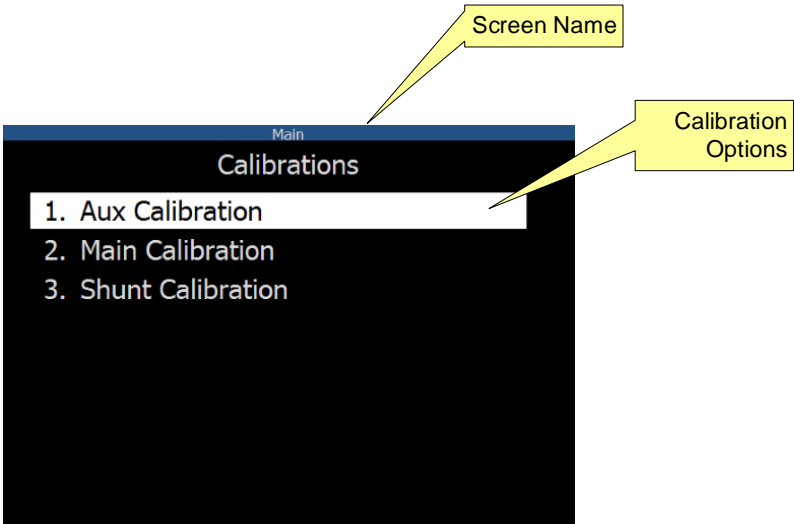 Screen Name
Calibration
Options
Main
Calibrations
1. Aux Calibration
2. Main Calibration
3. Shunt Calibration